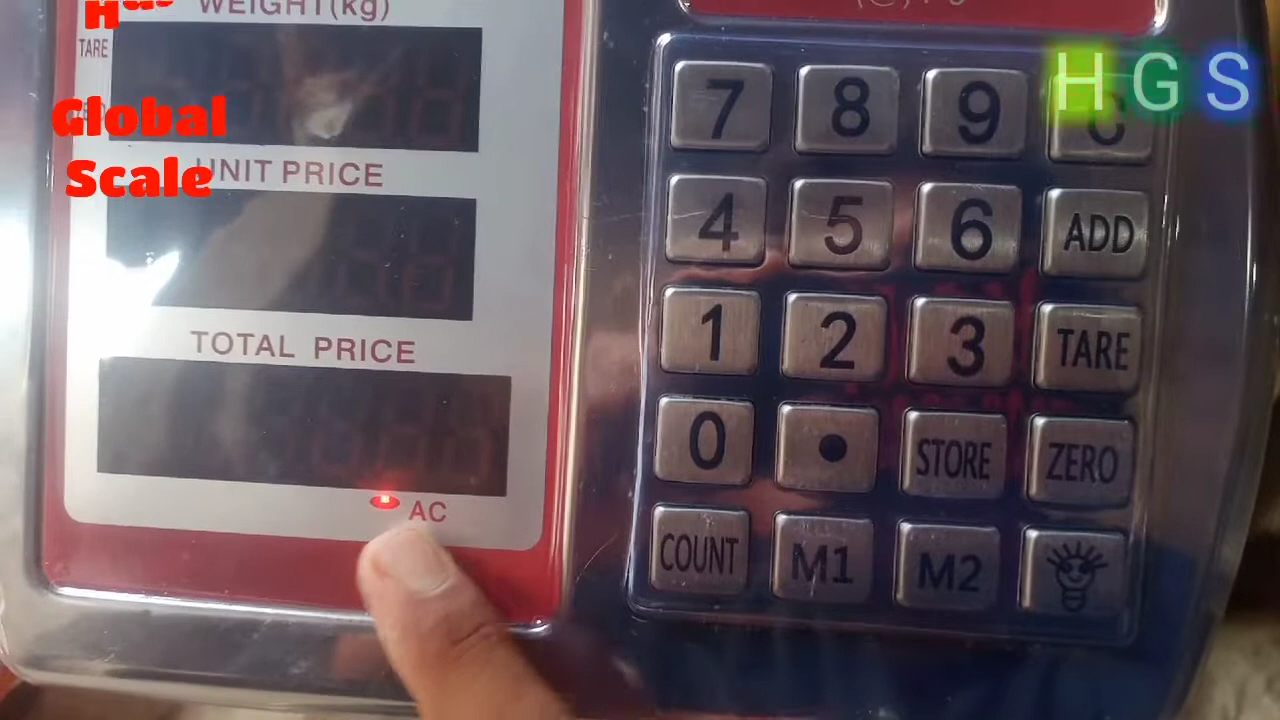 WEIGHT(kg)
TARE
Global
Scale
UNIT PRICE
TOTAL PRICE
AC
HGS
7 8 9 C
4 5 6 ADD
1 2 3 TARE
0 . STORE ZERO
COUNT M1 M2